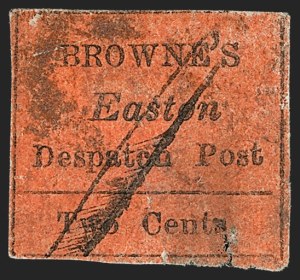 BROWNE'S
Easton
Despatch Post
Two Cents